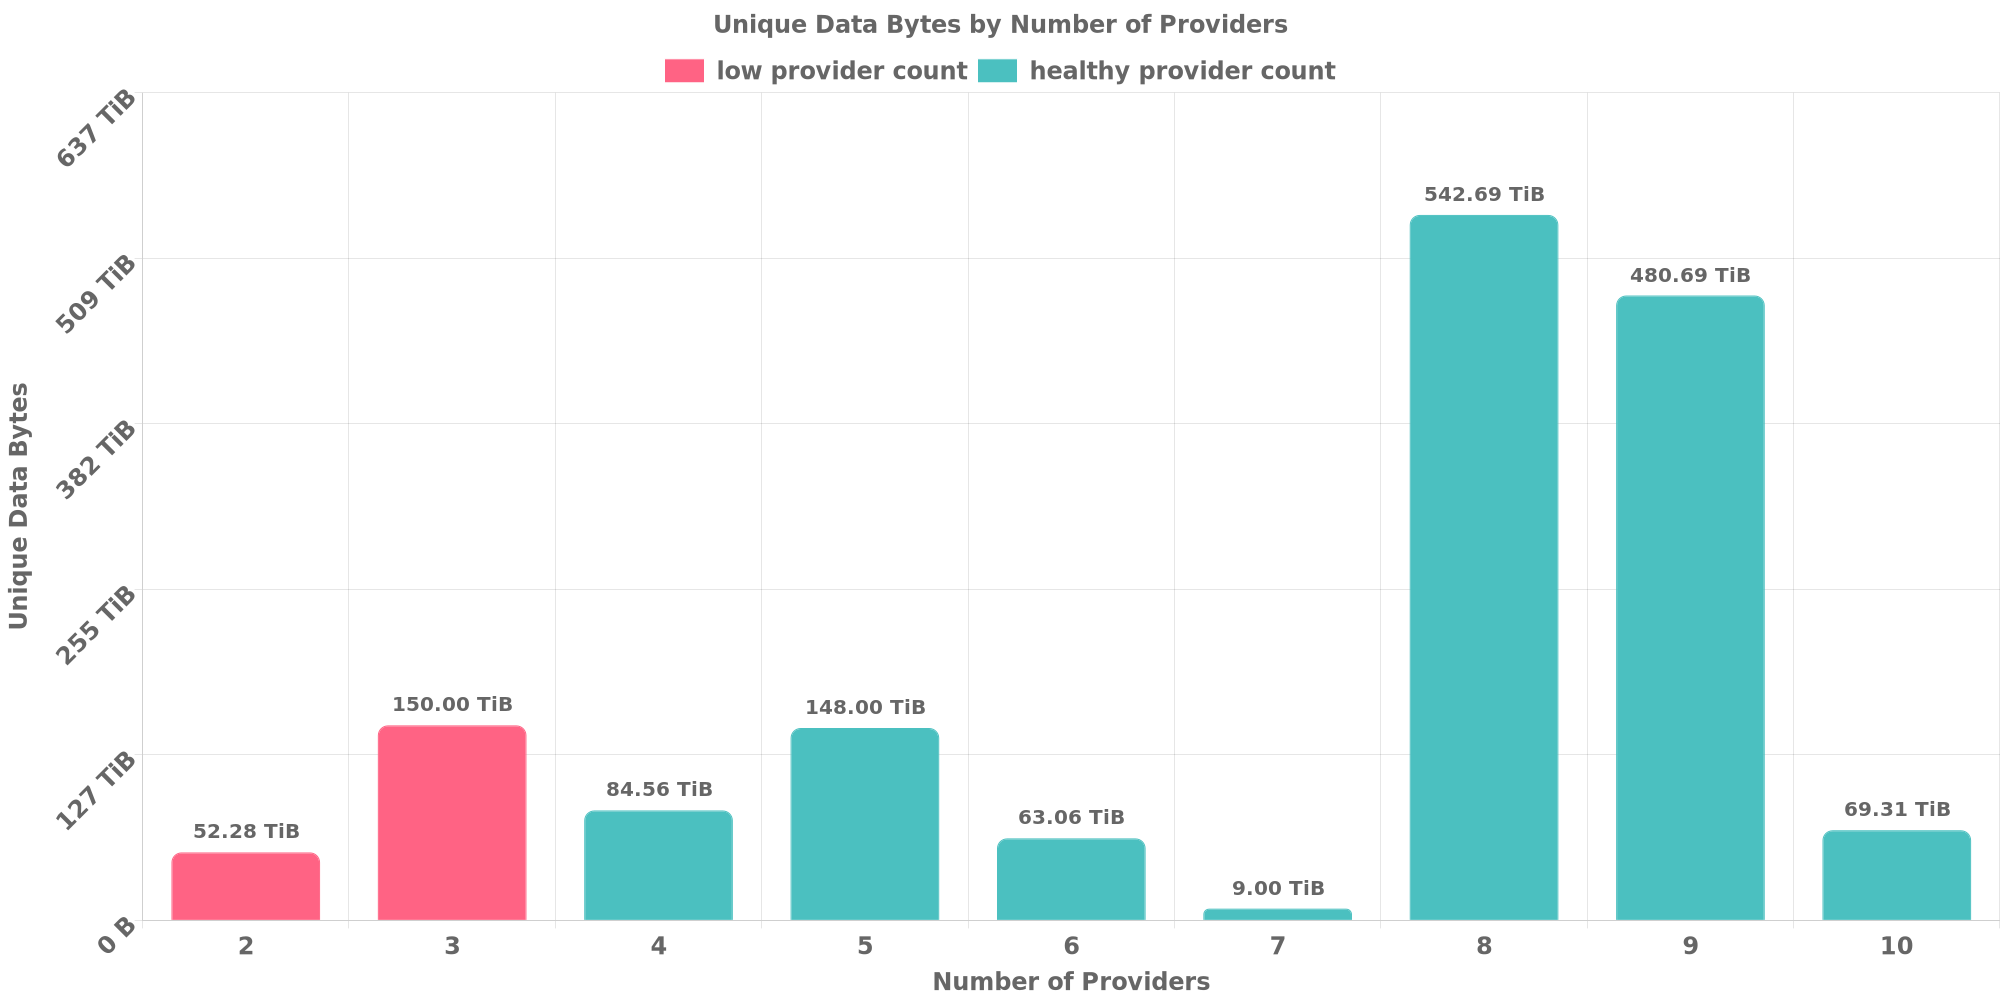 Unique Data Bytes by Number of Providers
low provider count healthy provider count
637 TiB
509 TiB
382 TiB
255 TiB
127 TiB
0 B
Unique Data Bytes
52.28 TiB
150.00 TiB
84.56 TiB
148.00 TiB
63.06 TiB
9.00 TiB
542.69 TiB
480.69 TiB
69.31 TiB
2 3 4 5 6 7 8 9 10
Number of Providers